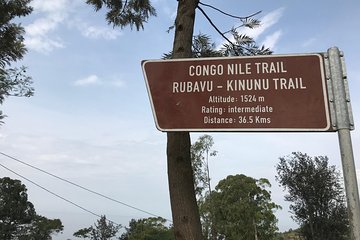 CONGO NILE TRAIL
RUBAVU - KINUNU TRAIL
Altitude: 1524 m
Rating: intermediate
Distance: 36.5 Kms